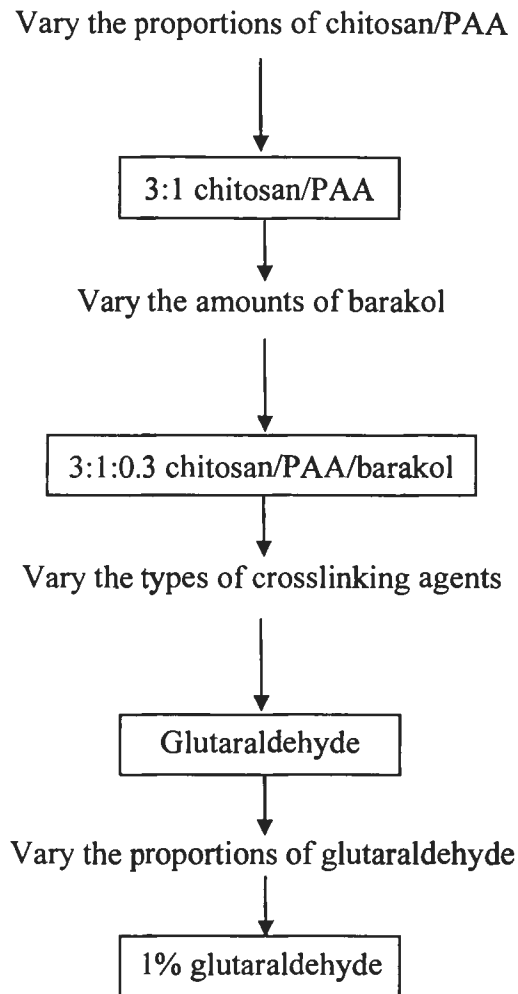 Vary the proportions of chitosan/PAA
3:1 chitosan/PAA
Vary the amounts of barakol
3:1:0.3 chitosan/PAA/barakol
Vary the types of crosslinking agents
Glutaraldehyde
Vary the proportions of glutaraldehyde
1% glutaraldehyde